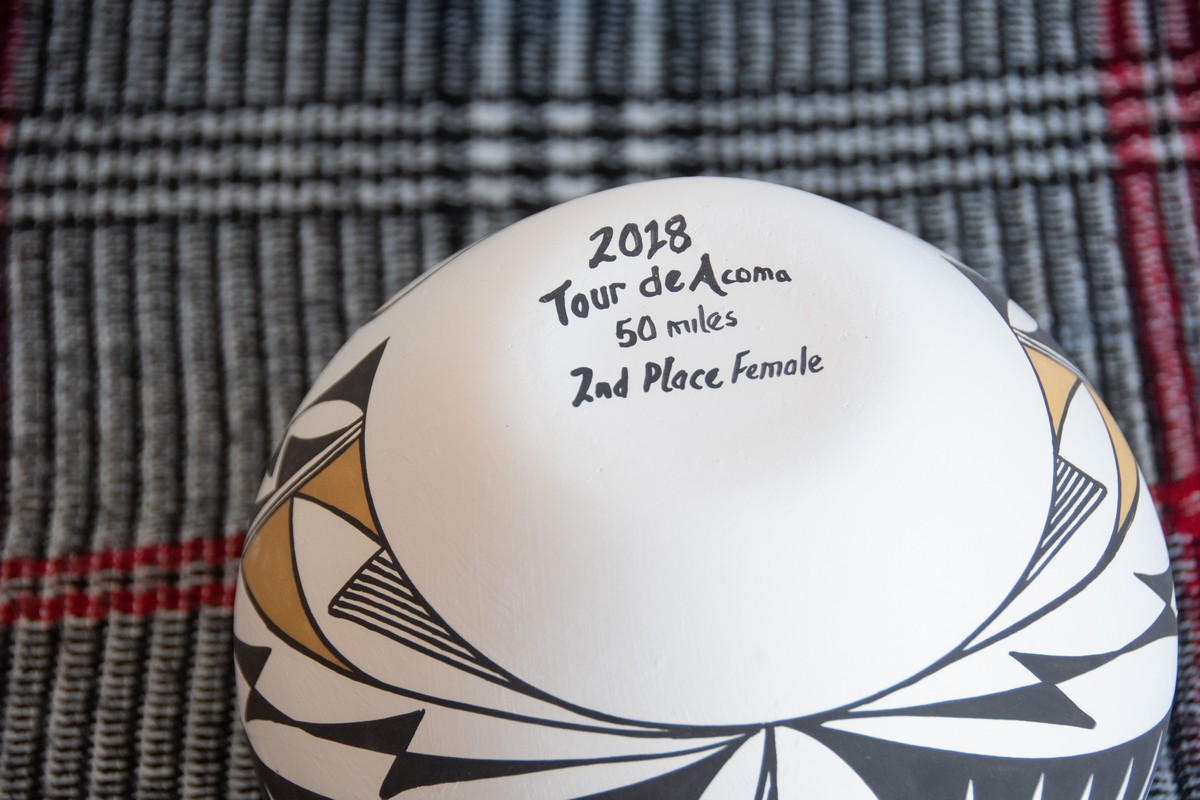 2018
Tour de Acoma
50 miles
2nd Place Female